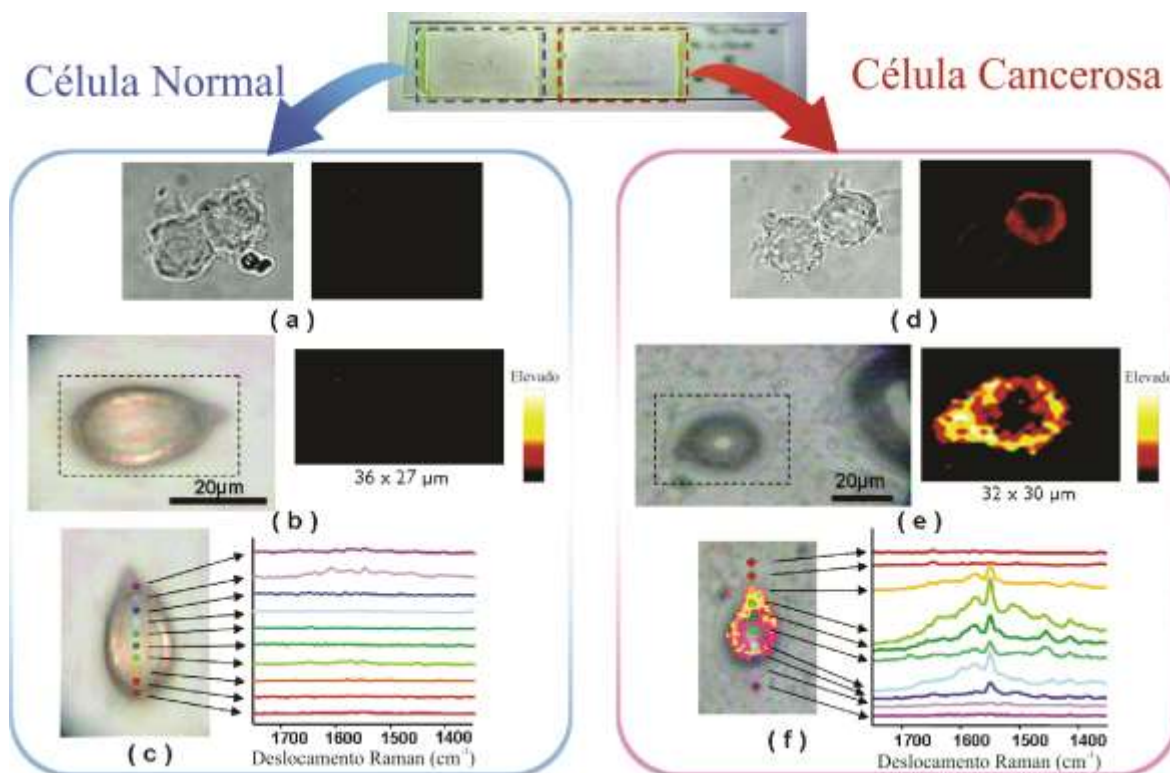 Célula Normal
Célula Cancerosa
( a )
( d )
Elevado
20µm
36 x 27 µm
( b )
Elevado
20µm
32 x 30 µm
( e )
1700 1600 1500 1400
( c )
Deslocamento Raman (cm⁻¹)
1700 1600 1500 1400
( f )
Deslocamento Raman (cm⁻¹)